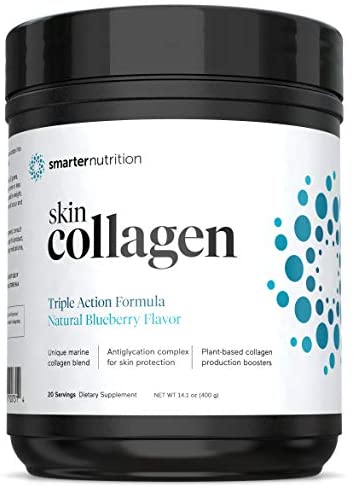 smarternutrition
skin
collagen
Triple Action Formula
Natural Blueberry Flavor
Unique marine
collagen blend
Antiglycation complex
for skin protection
Plant-based collagen
production boosters
20 Servings Dietary Supplement
NET WT 14.1 oz (400 g)